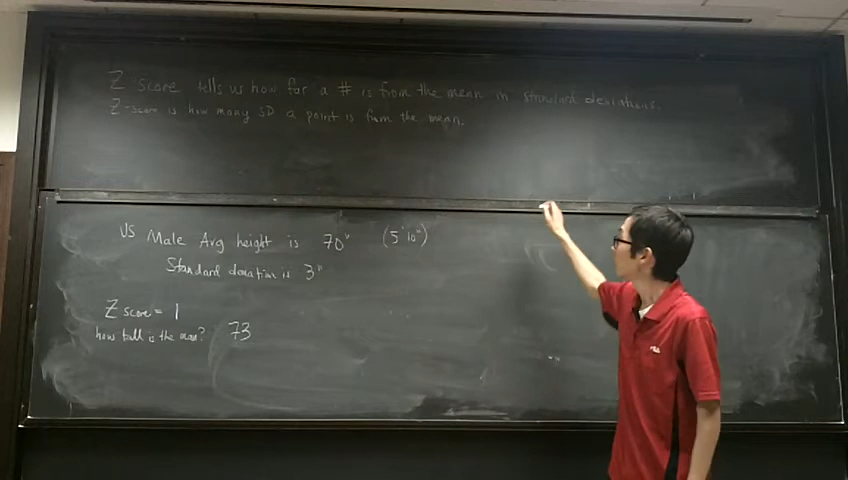 Z-score tells us how far a # is from the mean in standard deviations.
Z-score is how many SD a point is from the mean.
US Male Avg height is 70" (5'10")
Standard deviation is 3"
Z score = 1
how tall is the man? 73